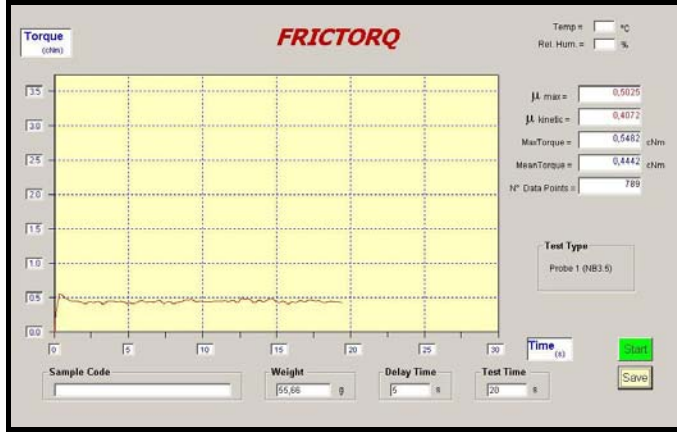 Torque
(cNm)
FRICTORQ
Temp = °C
Rel. Hum. = %
3.5
3.0
2.5
2.0
1.5
1.0
0.5
0.0
0 5 10 15 20 25 30
Time
(s)
μ max = 0,5025
μ kinetic = 0,4072
MaxTorque = 0,5482 cNm
MeanTorque = 0,4442 cNm
Nº Data Points = 789
Test Type
Probe 1 (NB3.5)
Start
Save
Sample Code
Weight
55,66 g
Delay Time
5 s
Test Time
20 s